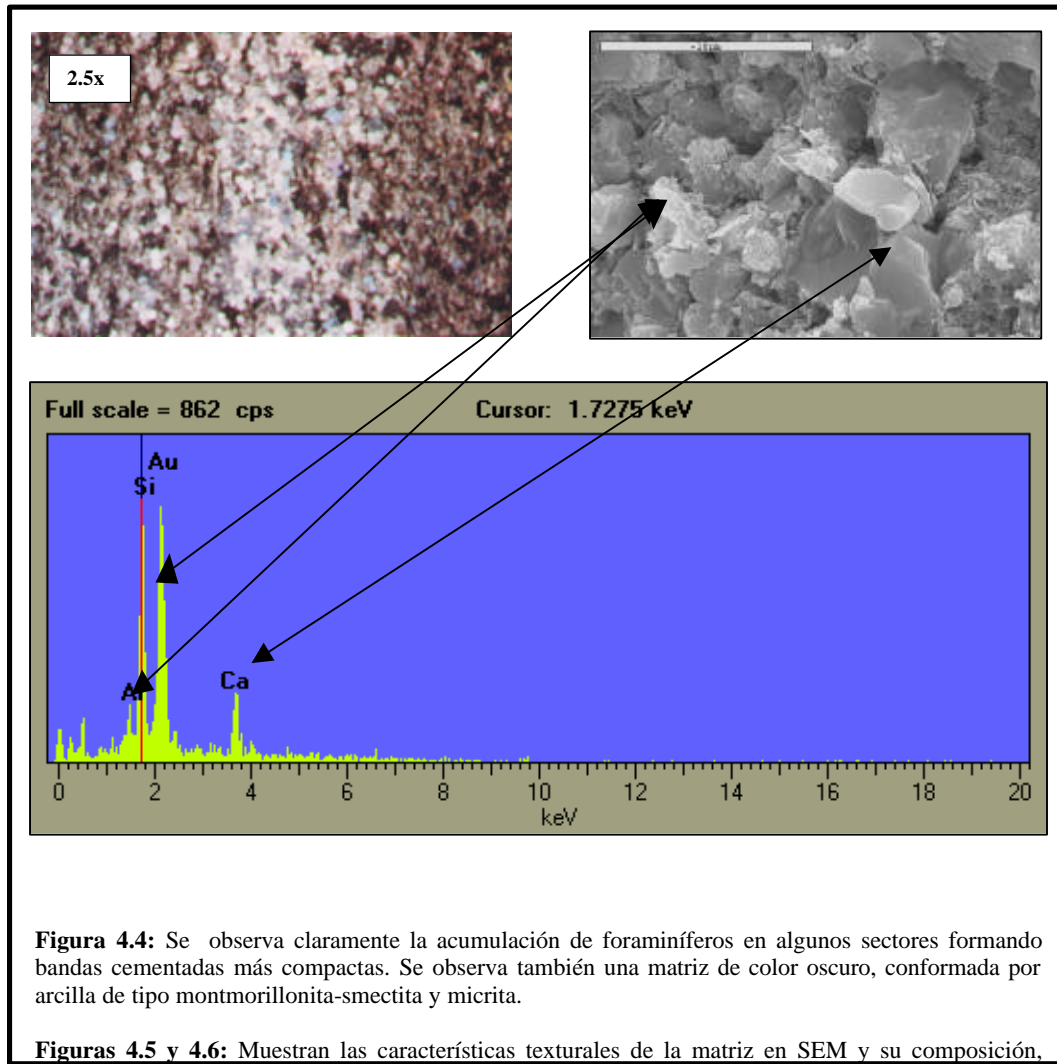 2.5x
Full scale = 862 cps Cursor: 1.7275 keV
Au
Si
Al
Ca
0 2 4 6 8 10 12 14 16 18 20
keV
Figura 4.4: Se observa claramente la acumulación de foraminíferos en algunos sectores formando
bandas cementadas más compactas. Se observa también una matriz de color oscuro, conformada por
arcilla de tipo montmorillonita-smectita y micrita.
Figuras 4.5 y 4.6: Muestran las características texturales de la matriz en SEM y su composición,